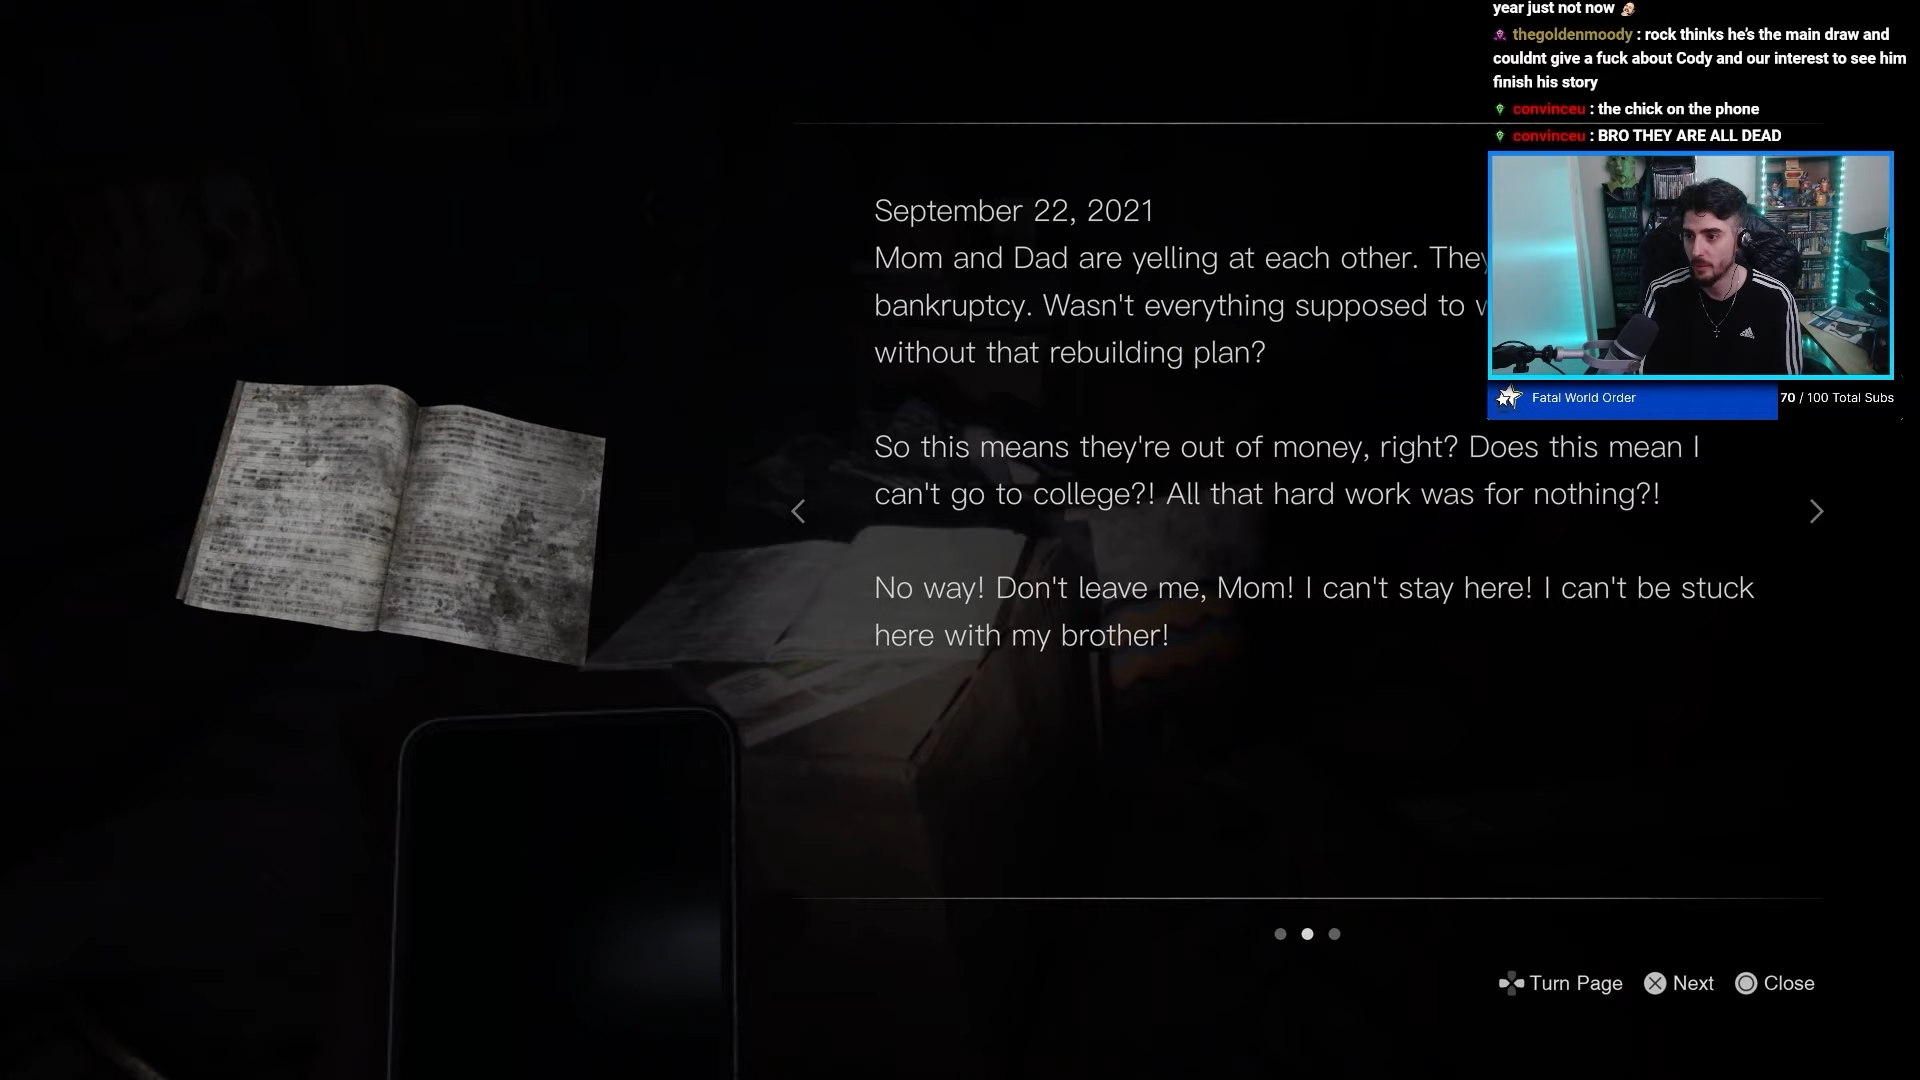 year just not now
thegoldenmoody : rock thinks he's the main draw and
couldnt give a fuck about Cody and our interest to see him
finish his story
convinceu : the chick on the phone
convinceu : BRO THEY ARE ALL DEAD
September 22, 2021
Mom and Dad are yelling at each other. They
bankruptcy. Wasn't everything supposed to
without that rebuilding plan?
Fatal World Order
70 / 100 Total Subs
So this means they're out of money, right? Does this mean I
can't go to college?! All that hard work was for nothing?!
No way! Don't leave me, Mom! I can't stay here! I can't be stuck
here with my brother!
Turn Page
Next
Close